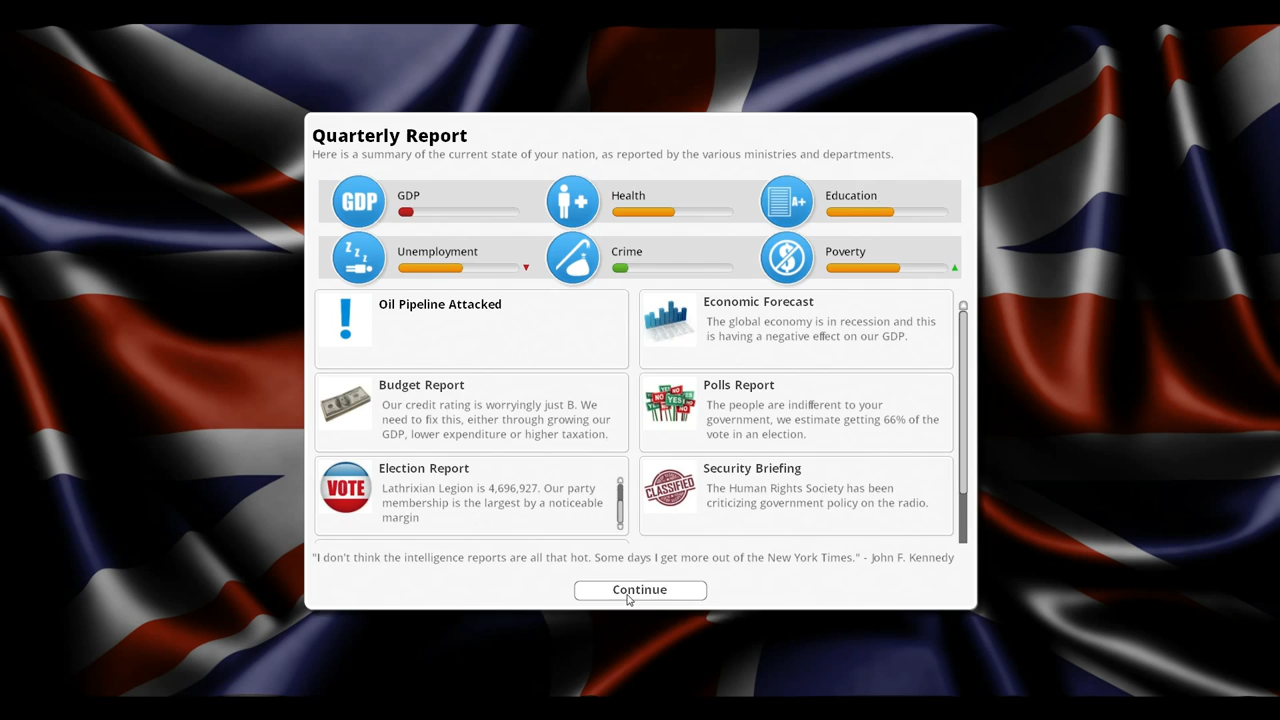 Quarterly Report
Here is a summary of the current state of your nation, as reported by the various ministries and departments.
GDP
GDP
Health
A+
Education
Z Z Z
Unemployment
Crime
$
Poverty
!
Oil Pipeline Attacked
Economic Forecast
The global economy is in recession and this
is having a negative effect on our GDP.
Budget Report
Our credit rating is worryingly just B. We
need to fix this, either through growing our
GDP, lower expenditure or higher taxation.
YES NO YES NO
Polls Report
The people are indifferent to your
government, we estimate getting 66% of the
vote in an election.
VOTE
Election Report
Lathrixian Legion is 4,696,927. Our party
membership is the largest by a noticeable
margin
CLASSIFIED
Security Briefing
The Human Rights Society has been
criticizing government policy on the radio.
"I don't think the intelligence reports are all that hot. Some days I get more out of the New York Times." - John F. Kennedy
Continue